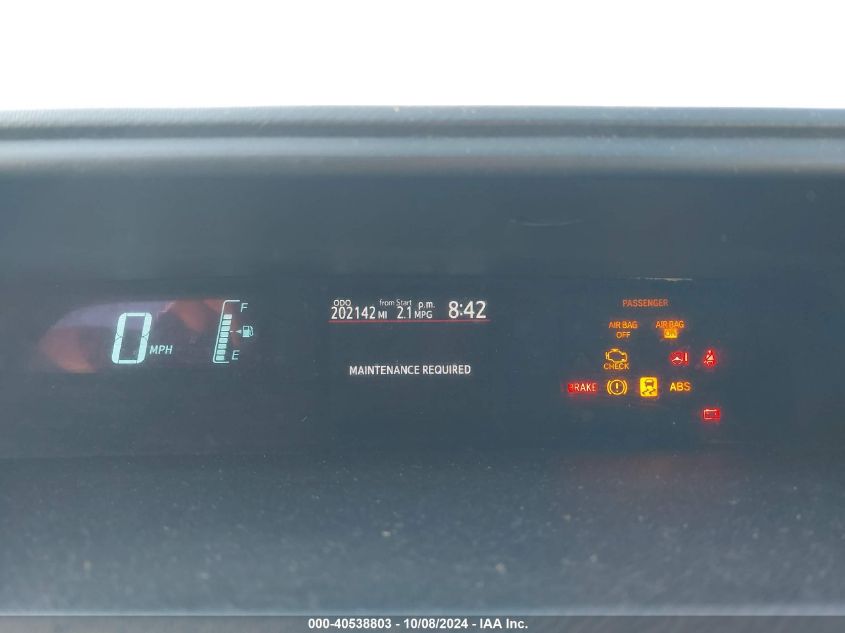 ODO from Start p.m.
202142 MI 2.1 MPG 8:42
0 MPH
F
E
MAINTENANCE REQUIRED
PASSENGER
AIR BAG OFF
AIR BAG ON
CHECK
BRAKE
ABS
000-40538803 - 10/08/2024 - IAA Inc.